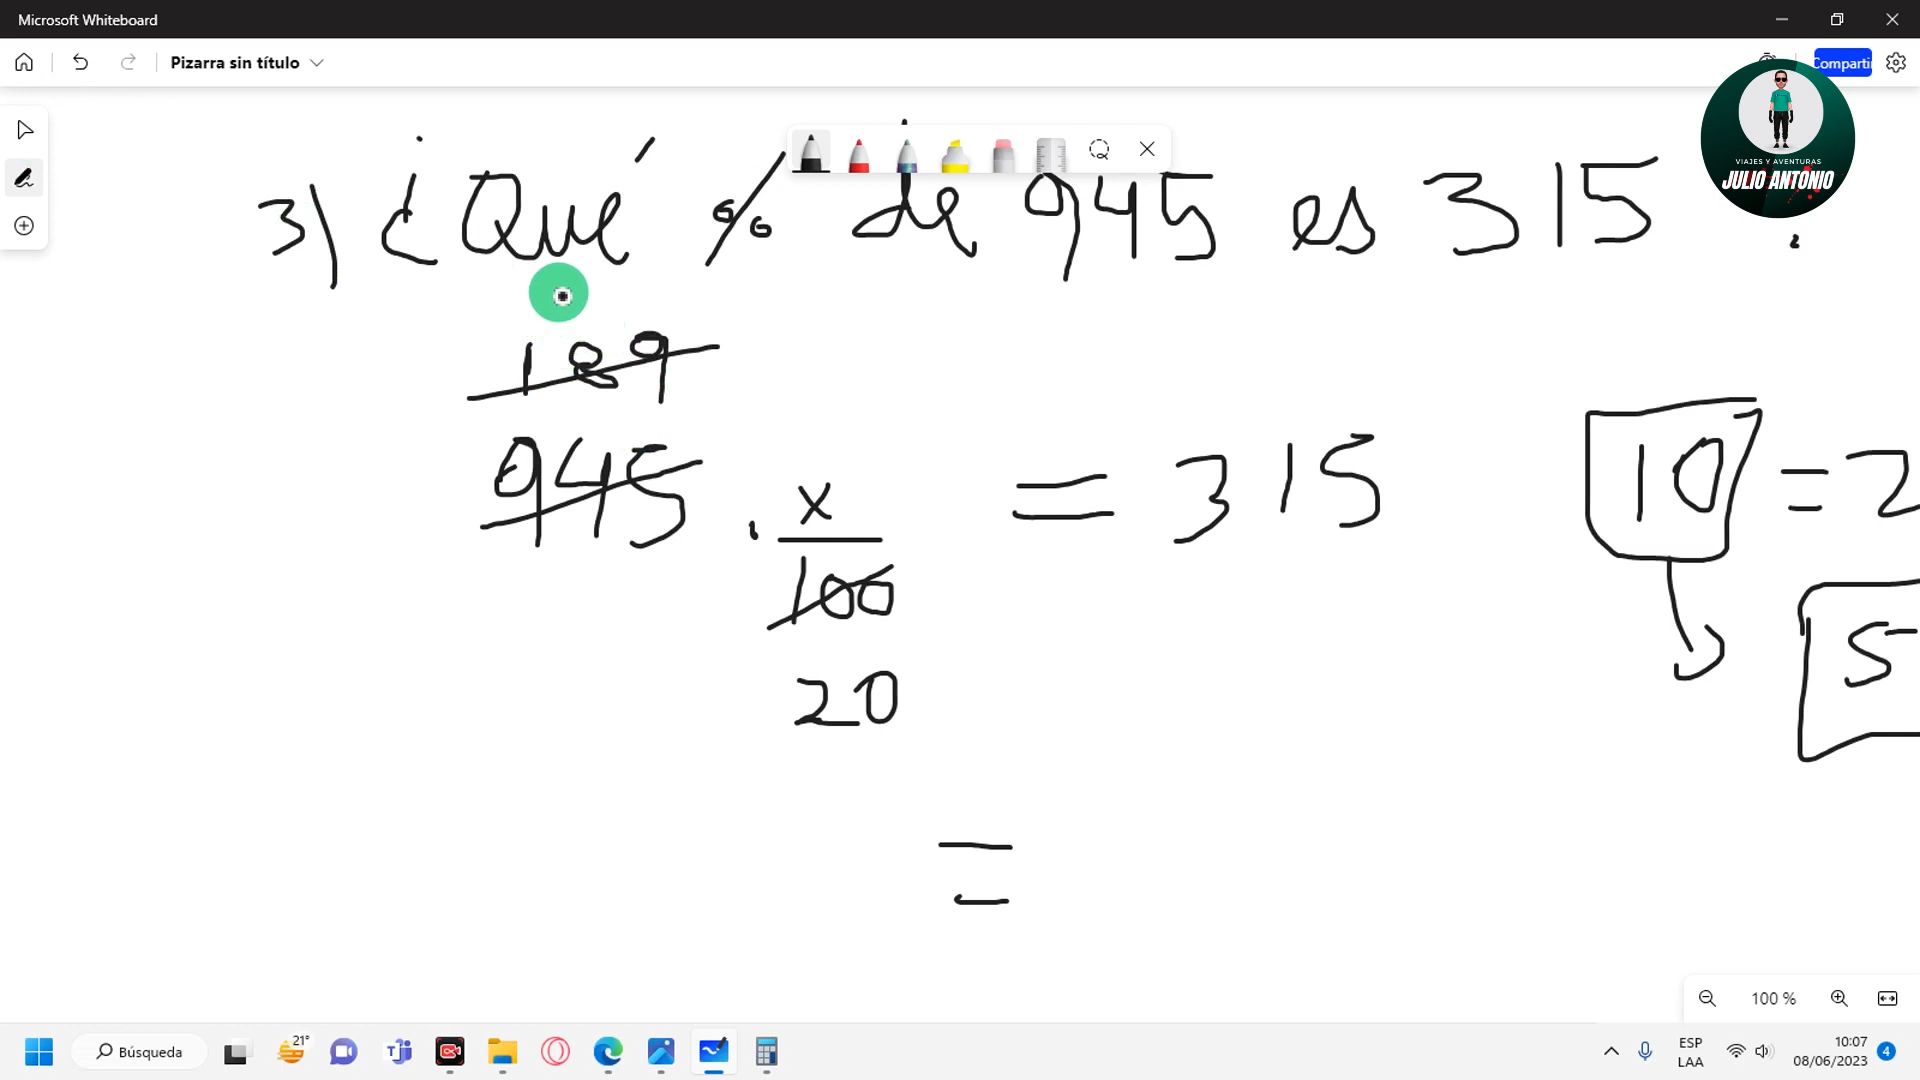 Microsoft Whiteboard
Pizarra sin título
Comparti
VIAJES Y AVENTURAS
JULIO ANTONIO
3) ¿Qué % de 945 es 315
189
945 . x = 315
100
20
10 = 2
5
=
100 %
Búsqueda
21°
ESP
LAA
10:07
08/06/2023
4